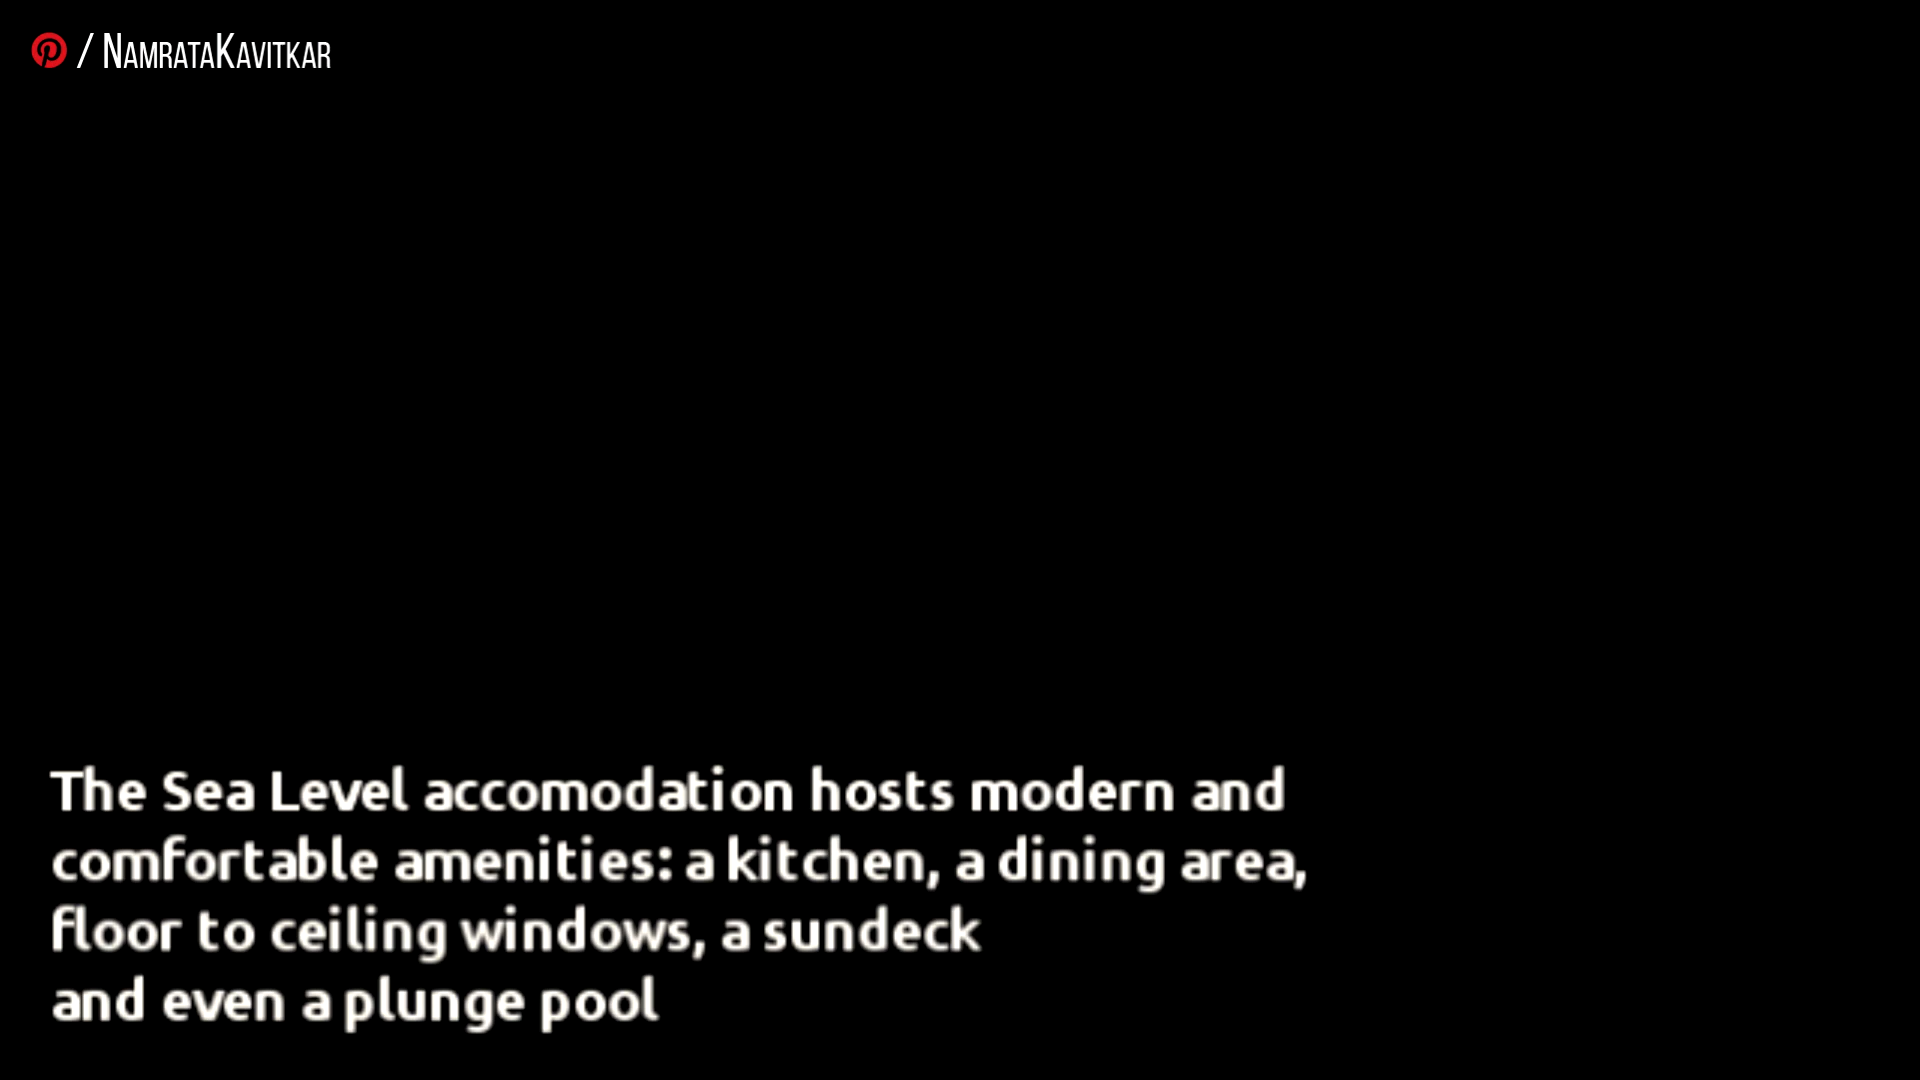 / NamrataKavitkar
The Sea Level accomodation hosts modern and
comfortable amenities: a kitchen, a dining area,
floor to ceiling windows, a sundeck
and even a plunge pool